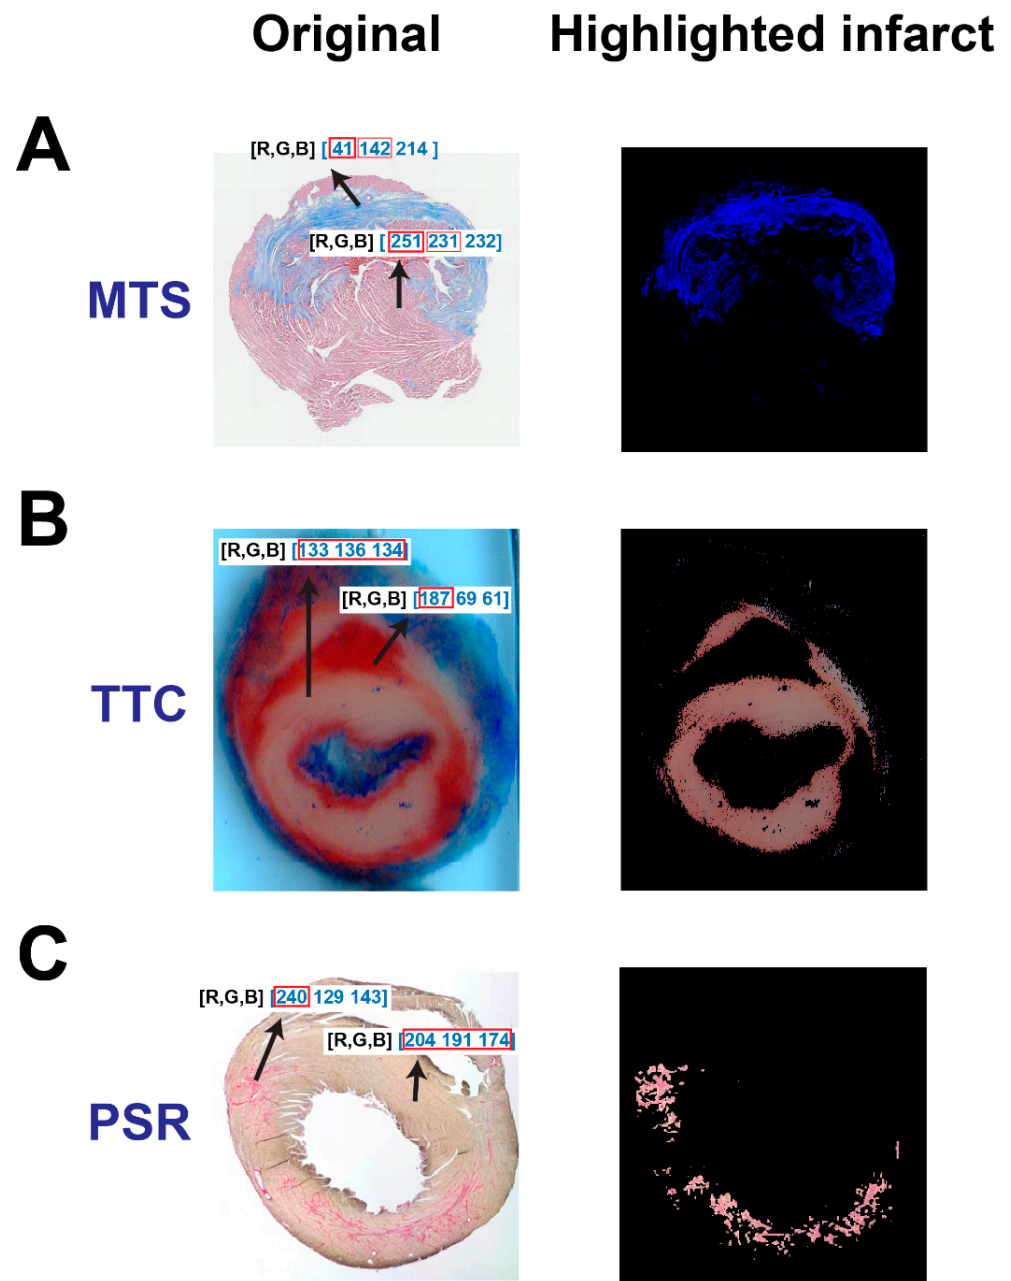 Original
Highlighted infarct
A
[R,G,B] [ 41 142 214 ]
[R,G,B] [ 251 231 232]
MTS
B
[R,G,B] [133 136 134]
[R,G,B] [187 69 61]
TTC
C
[R,G,B] [240 129 143]
[R,G,B] [204 191 174]
PSR